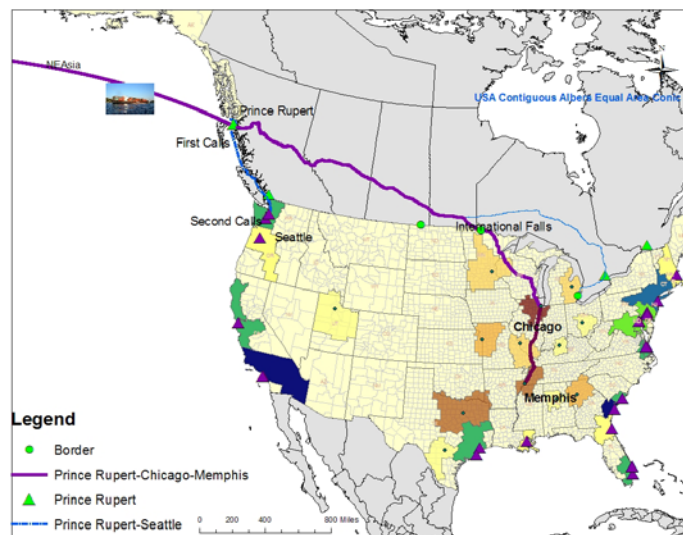 NEAsia
Prince Rupert
USA Contiguous Albers Equal Area Conic
First Calls
Second Calls
International Falls
Seattle
Chicago
Memphis
Legend
Border
Prince Rupert-Chicago-Memphis
Prince Rupert
Prince Rupert-Seattle
0 200 400 800 Miles